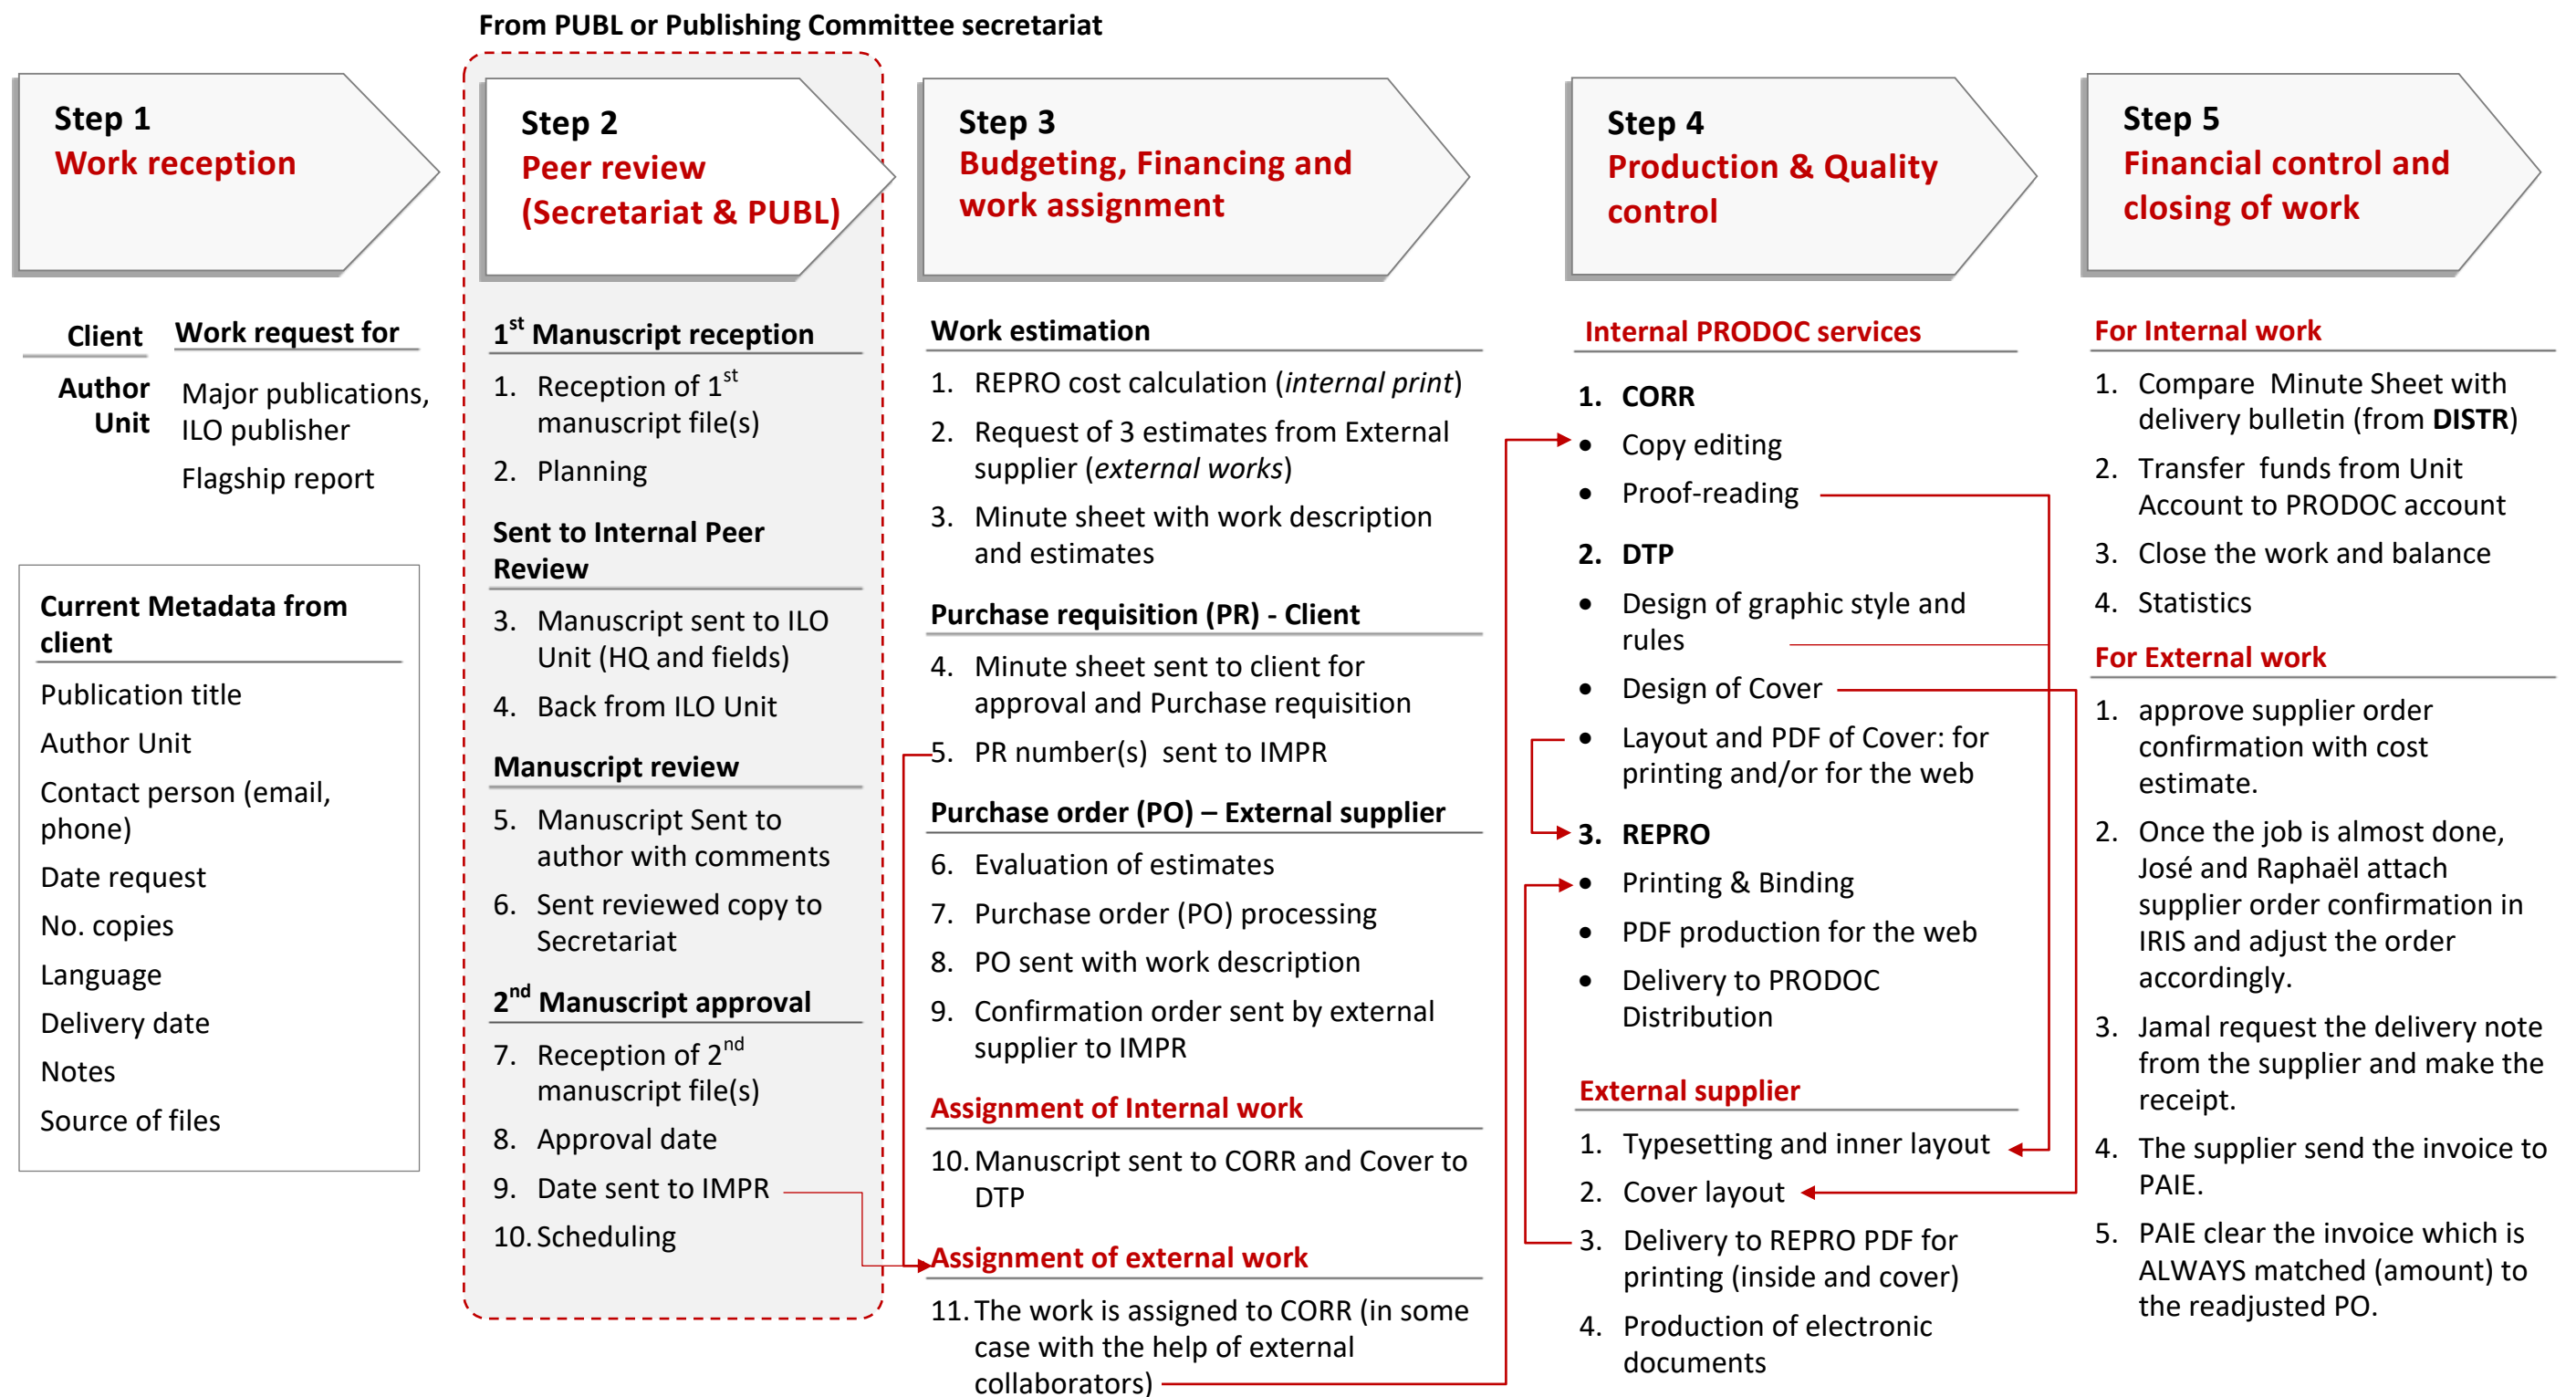 From PUBL or Publishing Committee secretariat
Step 1
Work reception
Client
Work request for
Author
Unit
Major publications,
ILO publisher
Flagship report
Current Metadata from
client
Publication title
Author Unit
Contact person (email,
phone)
Date request
No. copies
Language
Delivery date
Notes
Source of files
Step 2
Peer review
(Secretariat & PUBL)
1st Manuscript reception
1. Reception of 1st
manuscript file(s)
2. Planning
Sent to Internal Peer
Review
3. Manuscript sent to ILO
Unit (HQ and fields)
4. Back from ILO Unit
Manuscript review
5. Manuscript Sent to
author with comments
6. Sent reviewed copy to
Secretariat
2nd Manuscript approval
7. Reception of 2nd
manuscript file(s)
8. Approval date
9. Date sent to IMPR
10. Scheduling
Step 3
Budgeting, Financing and
work assignment
Work estimation
1. REPRO cost calculation (internal print)
2. Request of 3 estimates from External
supplier (external works)
3. Minute sheet with work description
and estimates
Purchase requisition (PR) - Client
4. Minute sheet sent to client for
approval and Purchase requisition
5. PR number(s) sent to IMPR
Purchase order (PO) – External supplier
6. Evaluation of estimates
7. Purchase order (PO) processing
8. PO sent with work description
9. Confirmation order sent by external
supplier to IMPR
Assignment of Internal work
10. Manuscript sent to CORR and Cover to
DTP
Assignment of external work
11. The work is assigned to CORR (in some
case with the help of external
collaborators)
Step 4
Production & Quality
control
Internal PRODOC services
1. CORR
• Copy editing
• Proof-reading
2. DTP
• Design of graphic style and
rules
• Design of Cover
• Layout and PDF of Cover: for
printing and/or for the web
3. REPRO
• Printing & Binding
• PDF production for the web
• Delivery to PRODOC
Distribution
External supplier
1. Typesetting and inner layout
2. Cover layout
3. Delivery to REPRO PDF for
printing (inside and cover)
4. Production of electronic
documents
Step 5
Financial control and
closing of work
For Internal work
1. Compare Minute Sheet with
delivery bulletin (from DISTR)
2. Transfer funds from Unit
Account to PRODOC account
3. Close the work and balance
4. Statistics
For External work
1. approve supplier order
confirmation with cost
estimate.
2. Once the job is almost done,
José and Raphaël attach
supplier order confirmation in
IRIS and adjust the order
accordingly.
3. Jamal request the delivery note
from the supplier and make the
receipt.
4. The supplier send the invoice to
PAIE.
5. PAIE clear the invoice which is
ALWAYS matched (amount) to
the readjusted PO.